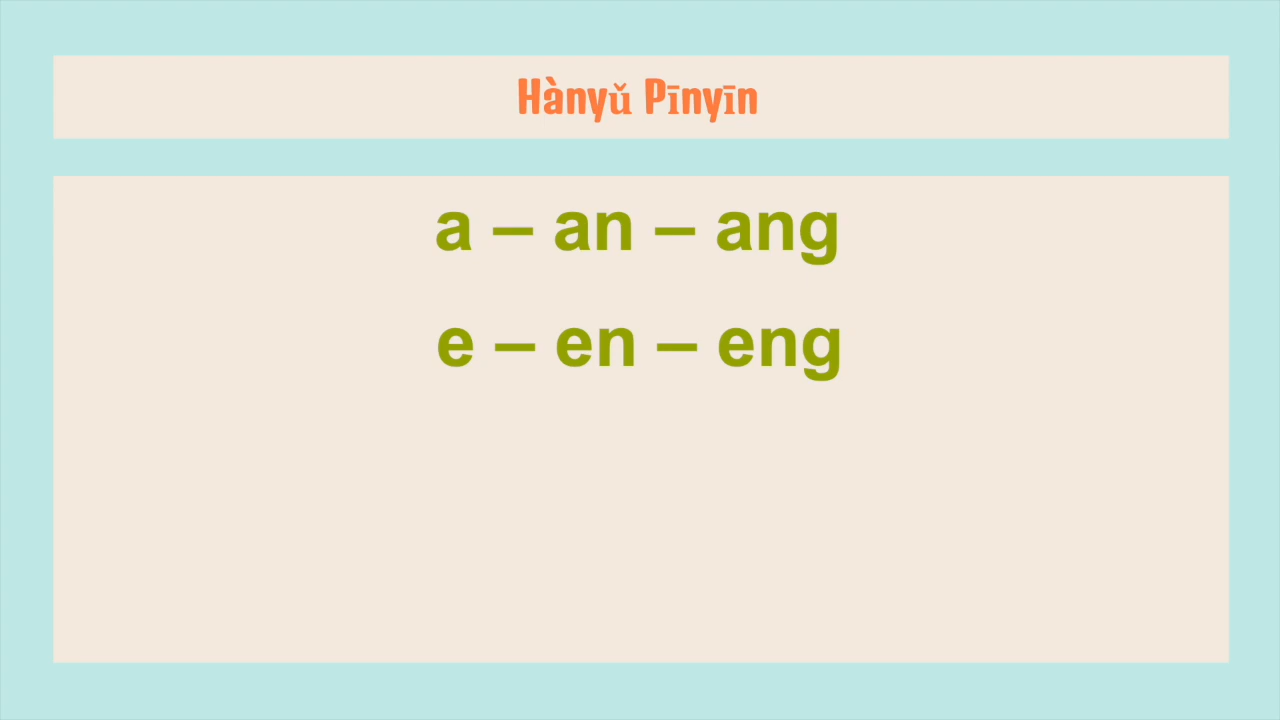 Hànyǔ Pīnyīn
a – an – ang
e – en – eng